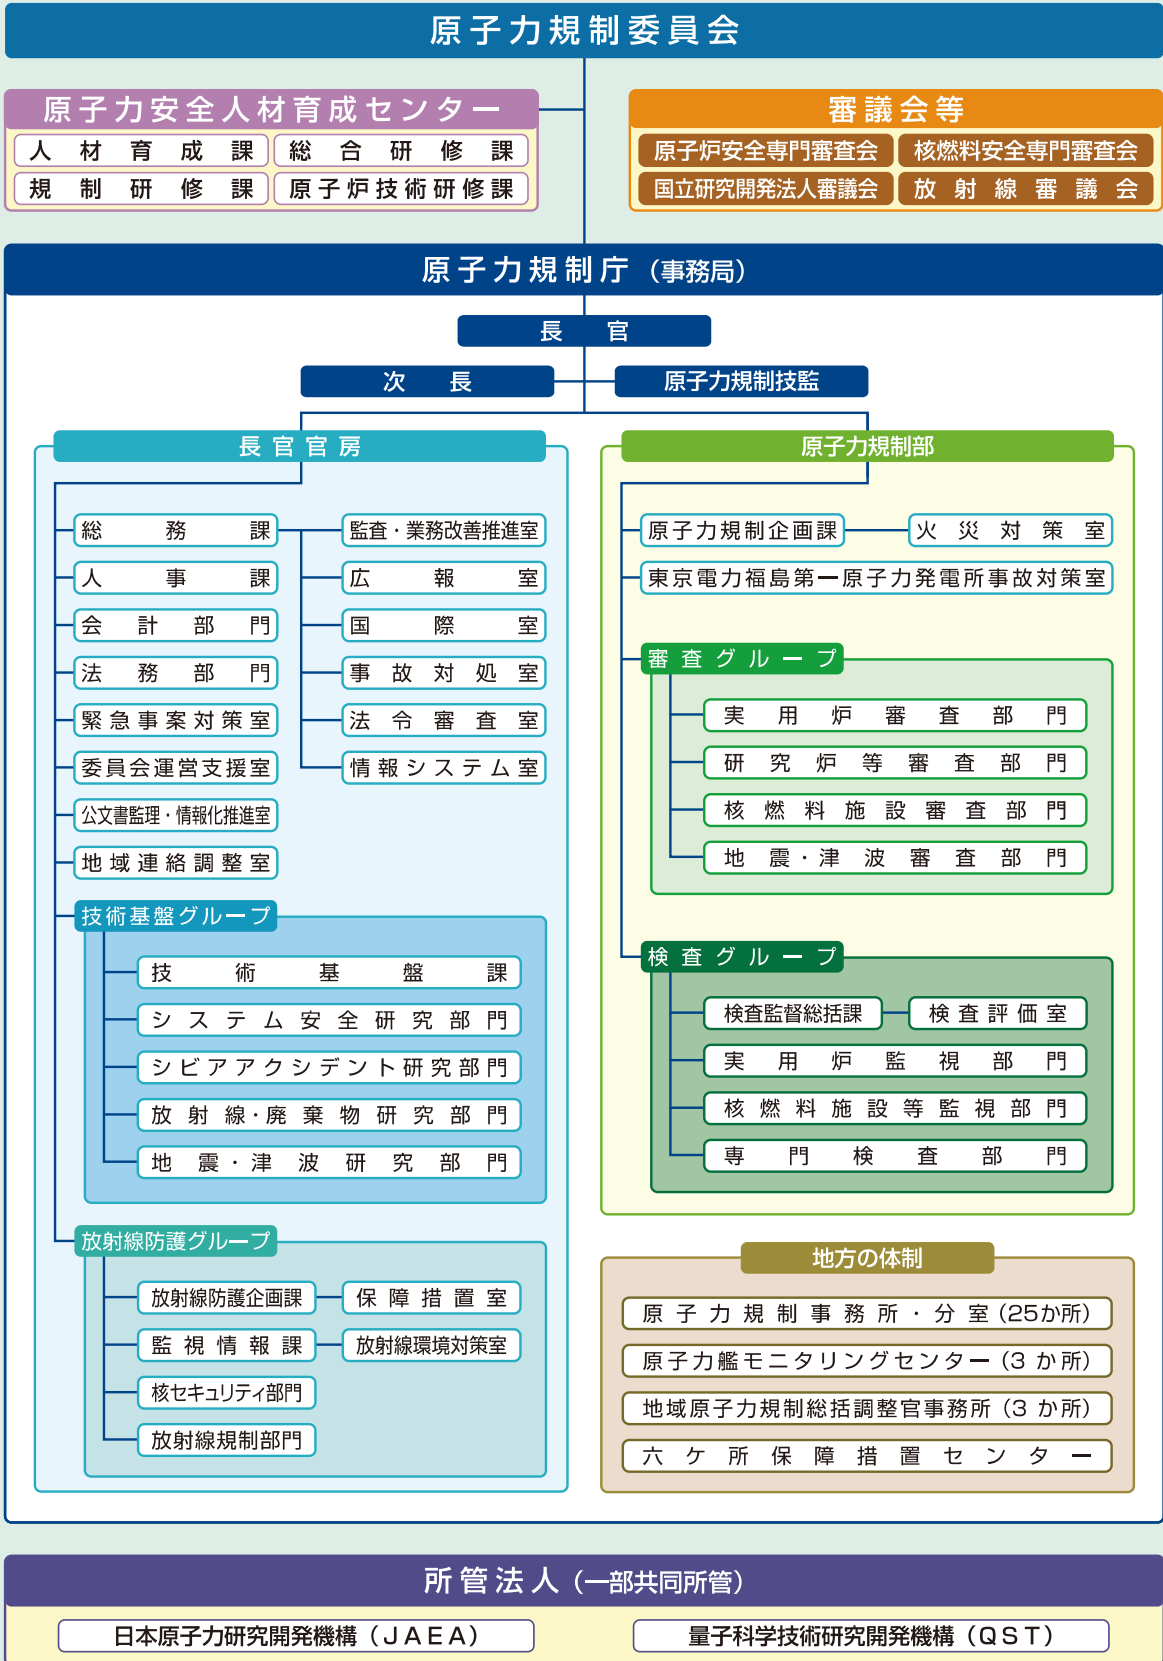 原子力規制委員会
原子力安全人材育成センター
人材育成課
総合研修課
規制研修課
原子炉技術研修課
審議会等
原子炉安全専門審査会
核燃料安全専門審査会
国立研究開発法人審議会
放射線審議会
原子力規制庁（事務局）
長官
次長
原子力規制技監
長官官房
総務課
監査・業務改善推進室
人事課
広報室
会計部門
国際室
法務部門
事故対処室
緊急事案対策室
法令審査室
委員会運営支援室
情報システム室
公文書監理・情報化推進室
地域連絡調整室
技術基盤グループ
技術基盤課
システム安全研究部門
シビアアクシデント研究部門
放射線・廃棄物研究部門
地震・津波研究部門
放射線防護グループ
放射線防護企画課
保障措置室
監視情報課
放射線環境対策室
核セキュリティ部門
放射線規制部門
原子力規制部
原子力規制企画課
火災対策室
東京電力福島第一原子力発電所事故対策室
審査グループ
実用炉審査部門
研究炉等審査部門
核燃料施設審査部門
地震・津波審査部門
検査グループ
検査監督総括課
検査評価室
実用炉監視部門
核燃料施設等監視部門
専門検査部門
地方の体制
原子力規制事務所・分室（25か所）
原子力艦モニタリングセンター（3か所）
地域原子力規制総括調整官事務所（3か所）
六ケ所保障措置センター
所管法人（一部共同所管）
日本原子力研究開発機構（JAEA）
量子科学技術研究開発機構（QST）